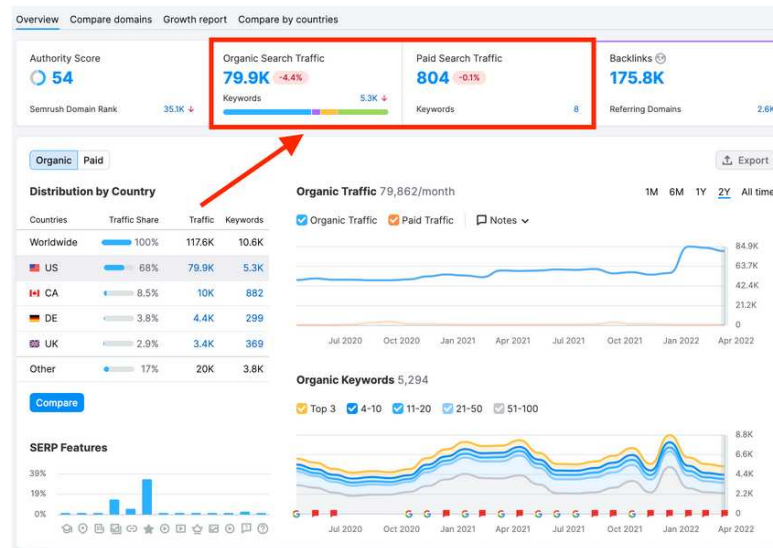 Overview Compare domains Growth report Compare by countries
Authority Score
54
Semrush Domain Rank 35.1K ↓
Organic Search Traffic
79.9K -4.4%
Keywords 5.3K ↓
Paid Search Traffic
804 -0.1%
Keywords 8
Backlinks
175.8K
Referring Domains 2.6K
Organic Paid
Export
Distribution by Country
Countries Traffic Share Traffic Keywords
Worldwide 100% 117.6K 10.6K
US 68% 79.9K 5.3K
CA 8.5% 10K 882
DE 3.8% 4.4K 299
UK 2.9% 3.4K 369
Other 17% 20K 3.8K
Compare
SERP Features
39%
19%
0%
Organic Traffic 79,862/month
1M 6M 1Y 2Y All time
Organic Traffic Paid Traffic Notes
84.9K
63.7K
42.4K
21.2K
0
Jul 2020 Oct 2020 Jan 2021 Apr 2021 Jul 2021 Oct 2021 Jan 2022 Apr 2022
Organic Keywords 5,294
Top 3 4-10 11-20 21-50 51-100
8.8K
6.6K
4.4K
2.2K
0
Jul 2020 Oct 2020 Jan 2021 Apr 2021 Jul 2021 Oct 2021 Jan 2022 Apr 2022